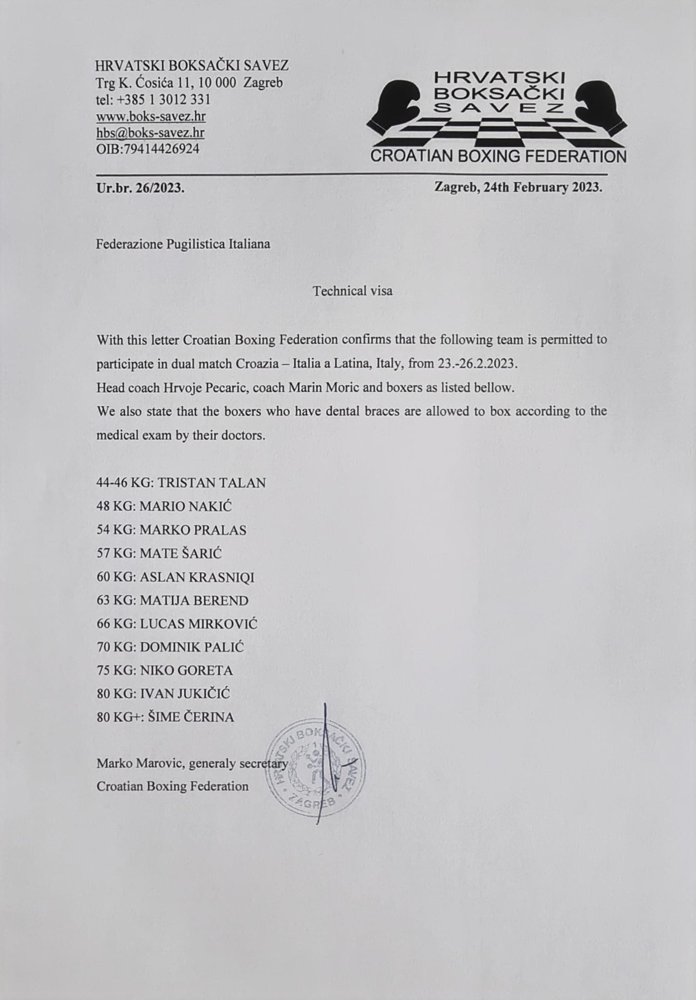 HRVATSKI BOKSAČKI SAVEZ
Trg K. Ćosića 11, 10 000  Zagreb
tel: +385 1 3012 331
www.boks-savez.hr
hbs@boks-savez.hr
OIB:79414426924
HRVATSKI
BOKSAČKI
SAVEZ
CROATIAN BOXING FEDERATION
Ur.br. 26/2023.
Zagreb, 24th February 2023.
Federazione Pugilistica Italiana
Technical visa
With this letter Croatian Boxing Federation confirms that the following team is permitted to
participate in dual match Croazia – Italia a Latina, Italy, from 23.-26.2.2023.
Head coach Hrvoje Pecaric, coach Marin Moric and boxers as listed bellow.
We also state that the boxers who have dental braces are allowed to box according to the
medical exam by their doctors.
44-46 KG: TRISTAN TALAN
48 KG: MARIO NAKIĆ
54 KG: MARKO PRALAS
57 KG: MATE ŠARIĆ
60 KG: ASLAN KRASNIQI
63 KG: MATIJA BEREND
66 KG: LUCAS MIRKOVIĆ
70 KG: DOMINIK PALIĆ
75 KG: NIKO GORETA
80 KG: IVAN JUKIČIĆ
80 KG+: ŠIME ČERINA
Marko Marovic, generaly secretary
Croatian Boxing Federation
HRVATSKI BOKSAČKI SAVEZ
ZAGREB
1